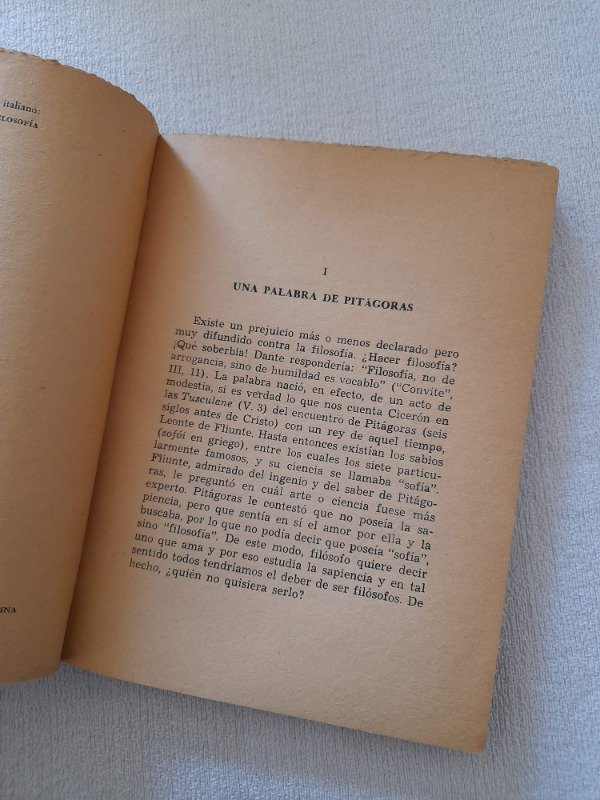 italiano:
LOSOFÍA
INA
I
UNA PALABRA DE PITÁGORAS
Existe un prejuicio más o menos declarado pero
muy difundido contra la filosofía. ¿Hacer filosofía?
¡Qué soberbia! Dante respondería: "Filosofía, no de
arrogancia, sino de humildad es vocablo" ("Convite",
III, 11). La palabra nació, en efecto, de un acto de
modestia, si es verdad lo que nos cuenta Cicerón en
las Tusculane (V. 3) del encuentro de Pitágoras (seis
siglos antes de Cristo) con un rey de aquel tiempo,
Leonte de Fliunte. Hasta entonces existían los sabios
(sofói en griego), entre los cuales los siete particu-
larmente famosos, y su ciencia se llamaba "sofía".
Fliunte, admirado del ingenio y del saber de Pitágo-
ras, le preguntó en cuál arte o ciencia fuese más
experto. Pitágoras le contestó que no poseía la sa-
piencia, pero que sentía en sí el amor por ella y la
buscaba, por lo que no podía decir que poseía "sofía",
sino "filosofía". De este modo, filósofo quiere decir
uno que ama y por eso estudia la sapiencia y en tal
sentido todos tendríamos el deber de ser filósofos. De
hecho, ¿quién no quisiera serlo?